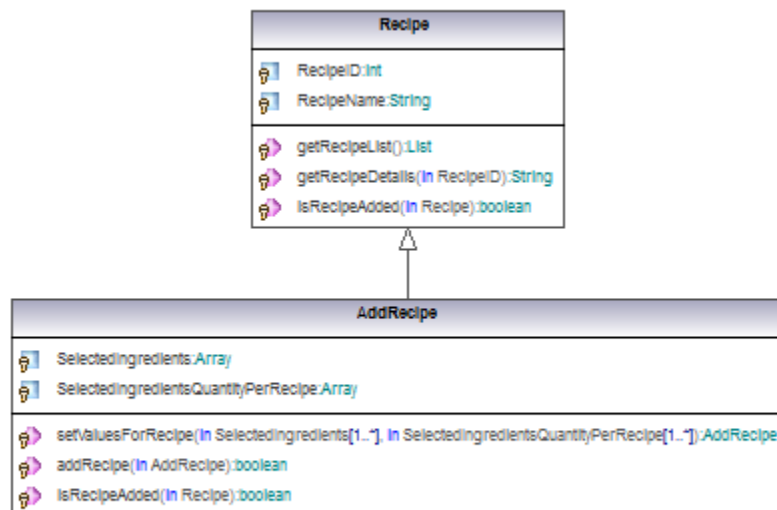 Recipe
RecipeID:Int
RecipeName:String
getRecipeList():List
getRecipeDetails(in RecipeID):String
isRecipeAdded(in Recipe):boolean
AddRecipe
SelectedIngredients:Array
SelectedIngredientsQuantityPerRecipe:Array
setValuesForRecipe(in SelectedIngredients[1..*], in SelectedIngredientsQuantityPerRecipe[1..*]):AddRecipe
addRecipe(in AddRecipe):boolean
isRecipeAdded(in Recipe):boolean